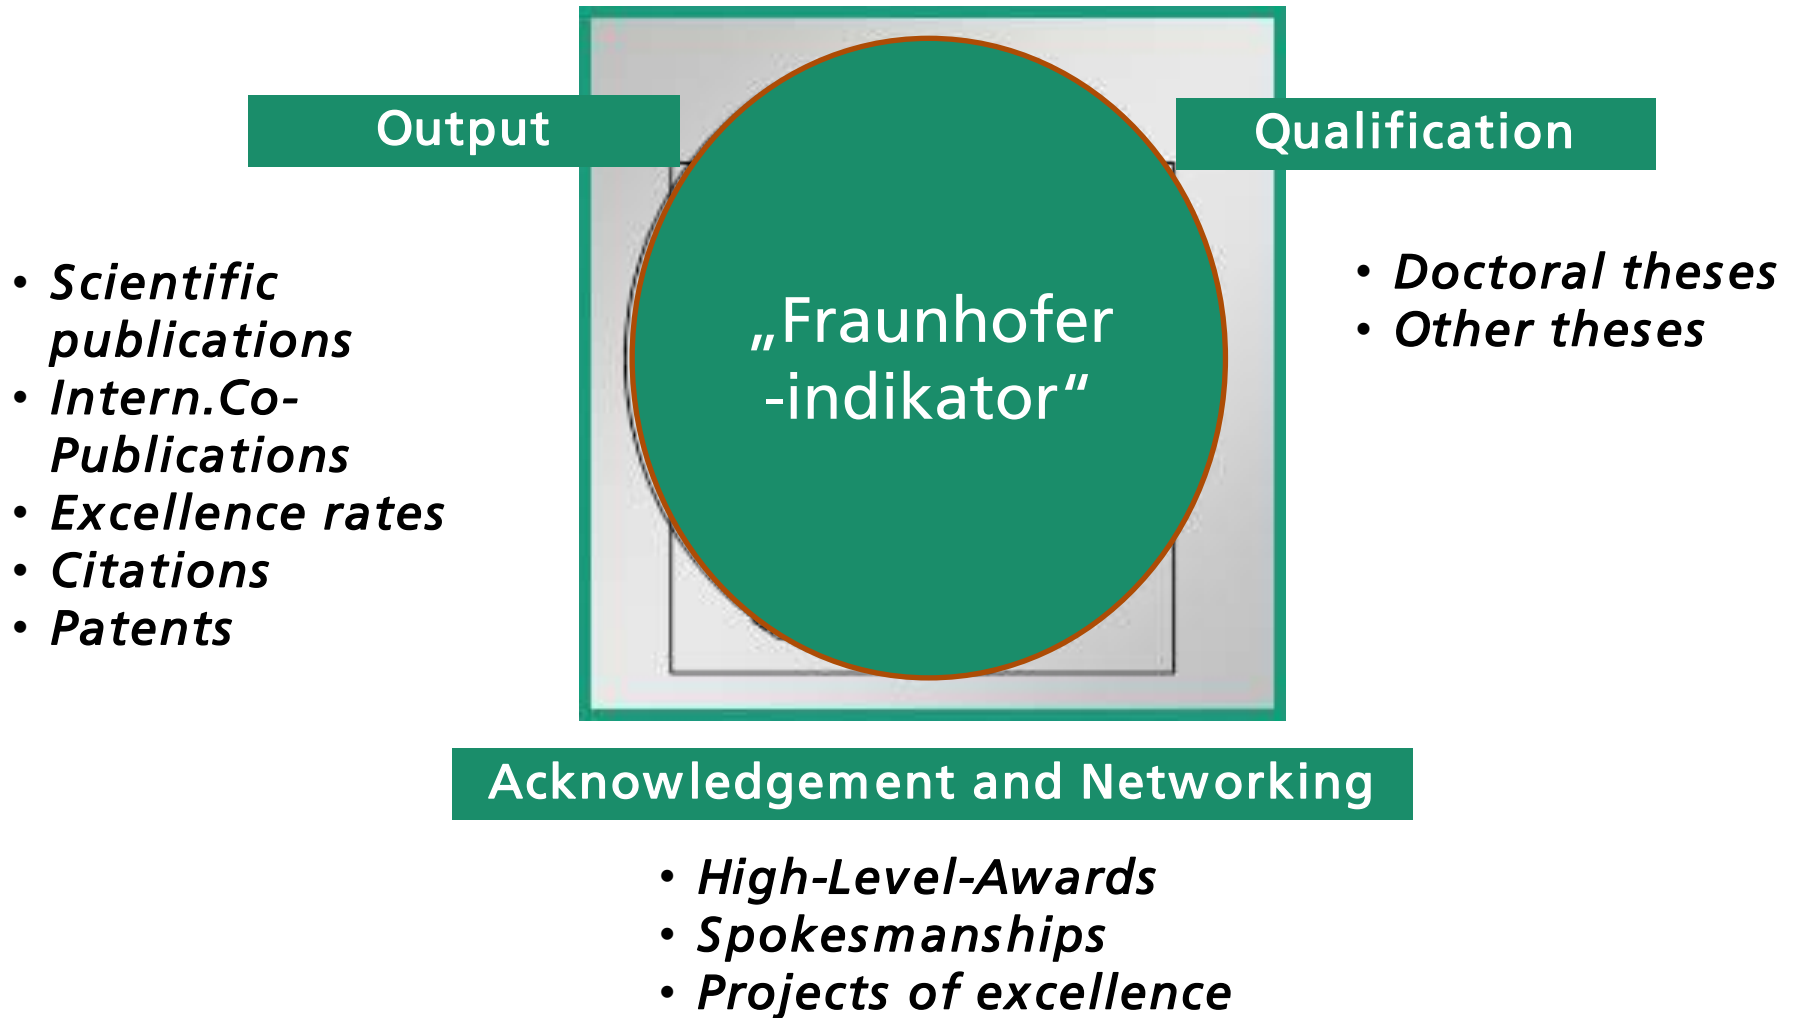 Output
Qualification
• Scientific
publications
• Intern.Co-
Publications
• Excellence rates
• Citations
• Patents
„Fraunhofer
-indikator“
• Doctoral theses
• Other theses
Acknowledgement and Networking
• High-Level-Awards
• Spokesmanships
• Projects of excellence